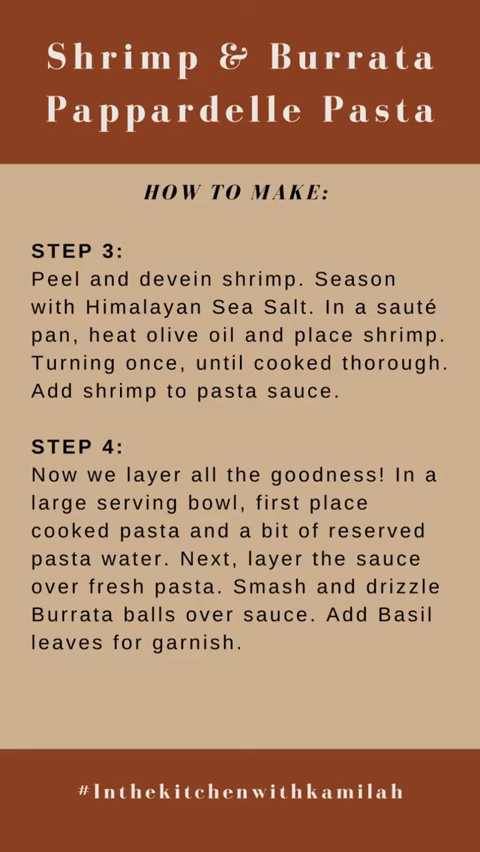 Shrimp & Burrata
Pappardelle Pasta
HOW TO MAKE:
STEP 3:
Peel and devein shrimp. Season
with Himalayan Sea Salt. In a sauté
pan, heat olive oil and place shrimp.
Turning once, until cooked thorough.
Add shrimp to pasta sauce.
STEP 4:
Now we layer all the goodness! In a
large serving bowl, first place
cooked pasta and a bit of reserved
pasta water. Next, layer the sauce
over fresh pasta. Smash and drizzle
Burrata balls over sauce. Add Basil
leaves for garnish.
#Inthekitchenwithkamilah